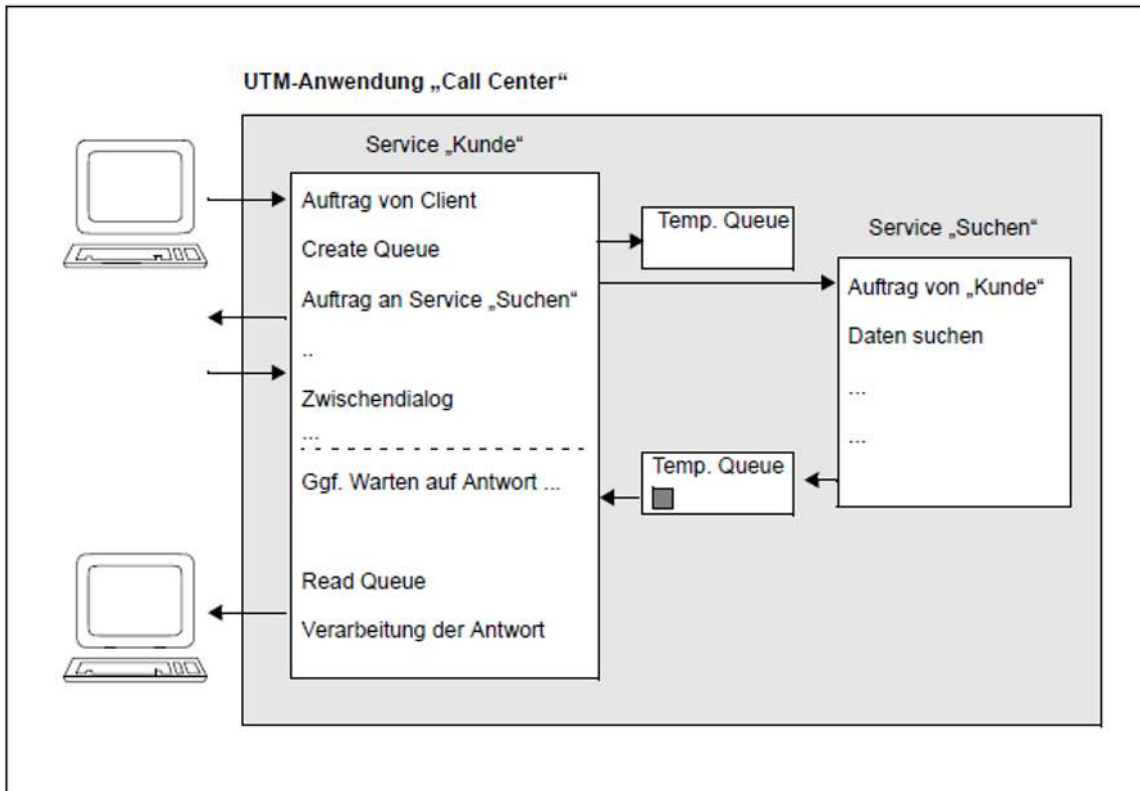 UTM-Anwendung „Call Center“
Service „Kunde“
Auftrag von Client
Create Queue
Auftrag an Service „Suchen“
..
Zwischendialog
...
Ggf. Warten auf Antwort ...
Read Queue
Verarbeitung der Antwort
Temp. Queue
Temp. Queue
Service „Suchen“
Auftrag von „Kunde“
Daten suchen
...
...